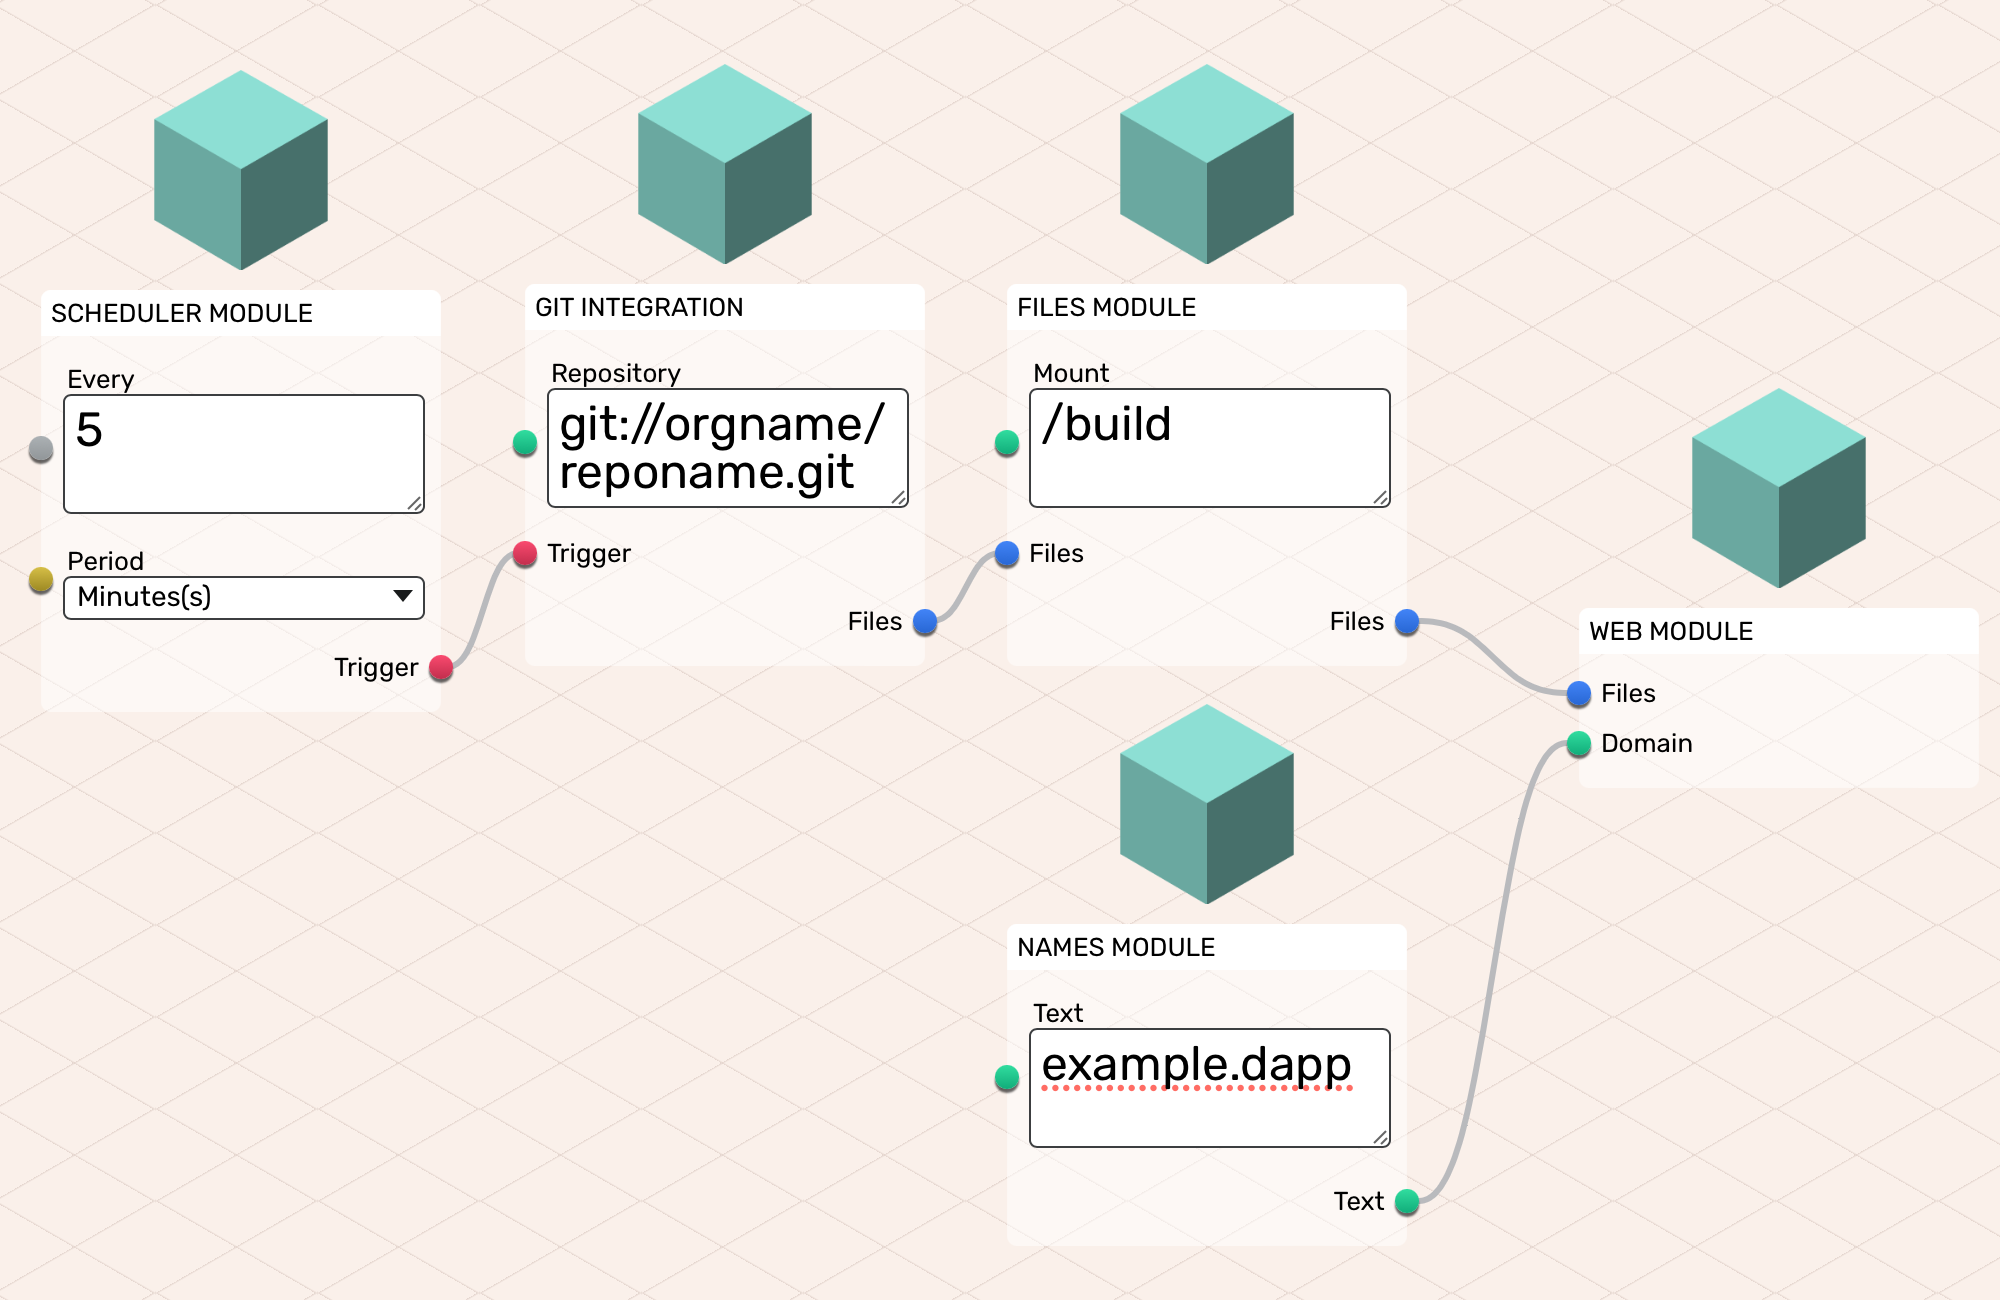 SCHEDULER MODULE
Every
5
Period
Minutes(s)
Trigger
GIT INTEGRATION
Repository
git://orgname/
reponame.git
Trigger
Files
FILES MODULE
Mount
/build
Files
Files
WEB MODULE
Files
Domain
NAMES MODULE
Text
example.dapp
Text